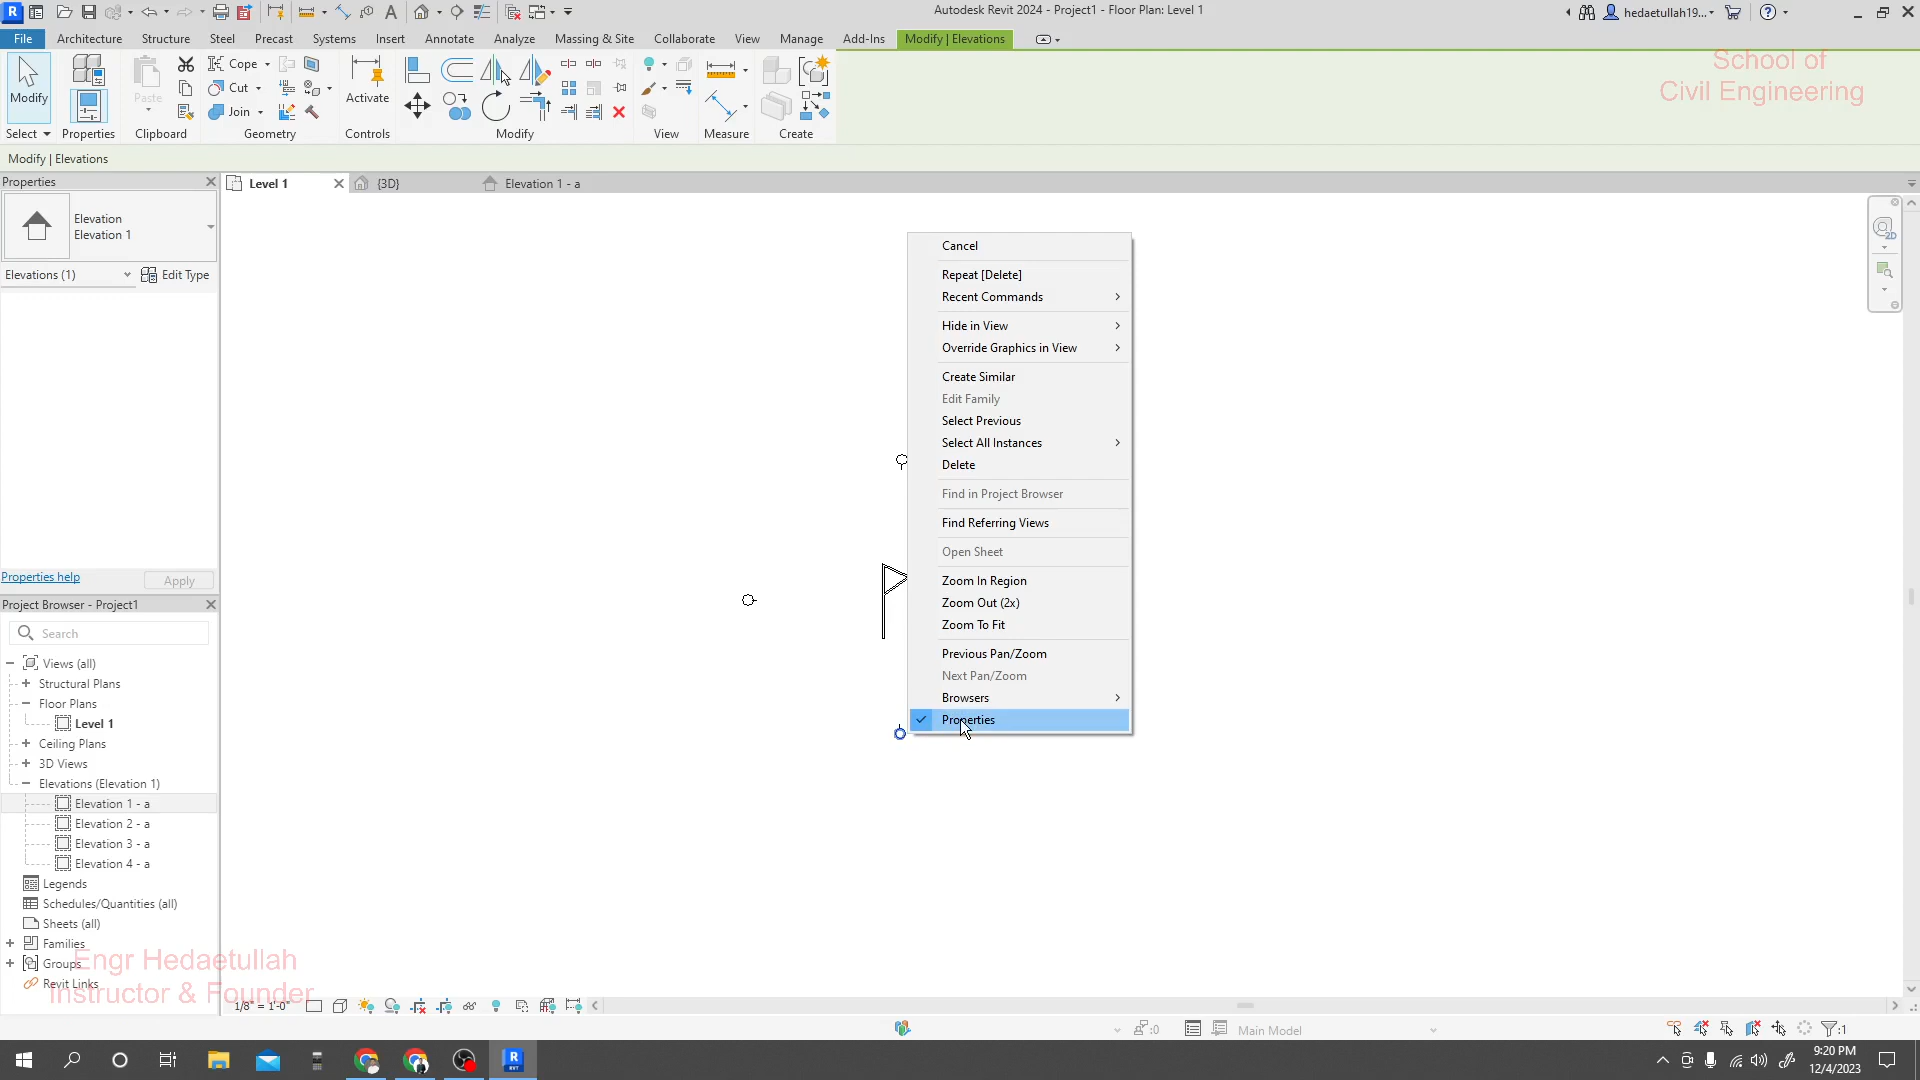 Autodesk Revit 2024 - Project1 - Floor Plan: Level 1
hedaetullah19...
File
Architecture
Structure
Steel
Precast
Systems
Insert
Annotate
Analyze
Massing & Site
Collaborate
View
Manage
Add-Ins
Modify | Elevations
Modify
Paste
Cope
Cut
Join
Activate
Select
Properties
Clipboard
Geometry
Controls
Modify
View
Measure
Create
School of
Civil Engineering
Modify | Elevations
Properties
Level 1
{3D}
Elevation 1 - a
Elevation
Elevation 1
Elevations (1)
Edit Type
Properties help
Apply
Project Browser - Project1
Search
Views (all)
Structural Plans
Floor Plans
Level 1
Ceiling Plans
3D Views
Elevations (Elevation 1)
Elevation 1 - a
Elevation 2 - a
Elevation 3 - a
Elevation 4 - a
Legends
Schedules/Quantities (all)
Sheets (all)
Families
Groups
Revit Links
Engr Hedaetullah
Instructor & Founder
Cancel
Repeat [Delete]
Recent Commands
Hide in View
Override Graphics in View
Create Similar
Edit Family
Select Previous
Select All Instances
Delete
Find in Project Browser
Find Referring Views
Open Sheet
Zoom In Region
Zoom Out (2x)
Zoom To Fit
Previous Pan/Zoom
Next Pan/Zoom
Browsers
Properties
1/8" = 1'-0"
:0
Main Model
:1
9:20 PM
12/4/2023